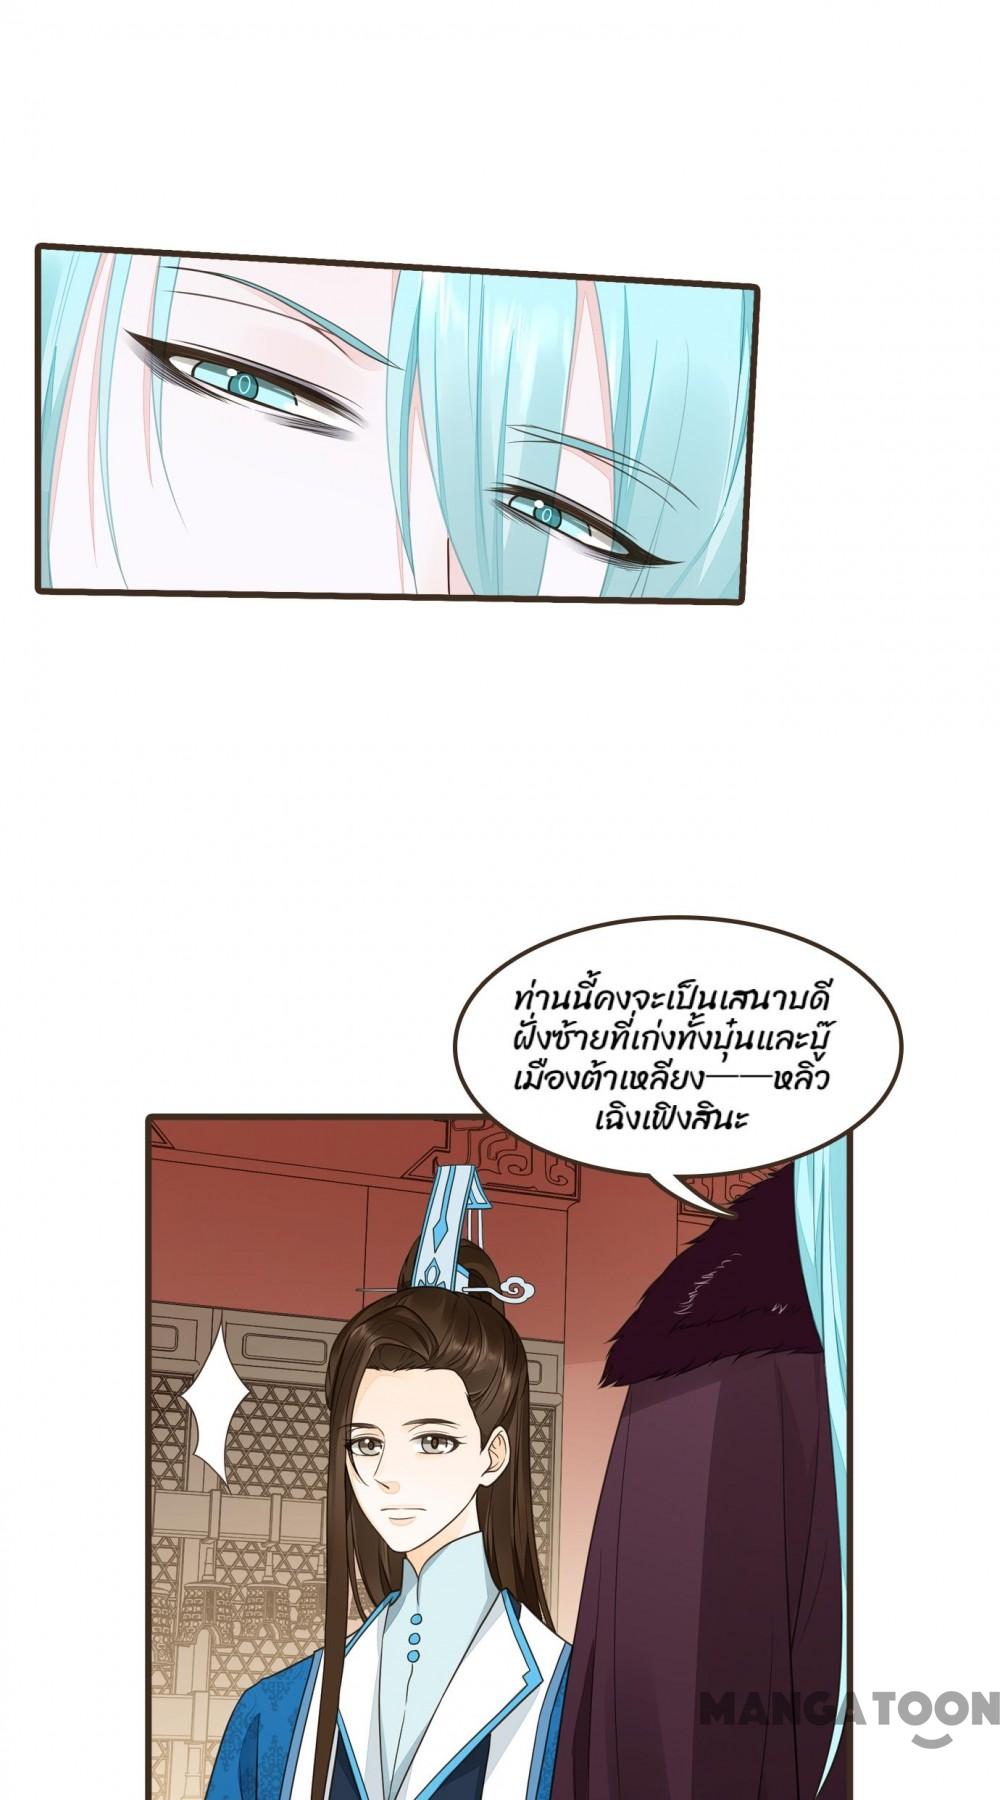 ท่านนี้คงจะเป็นเสนาบดี
ฝั่งซ้ายที่เก่งทั้งบุ๋นและบู๊
เมืองต้าเหลียง——หลิว
เฉิงเฟิงสินะ
MANGATOON